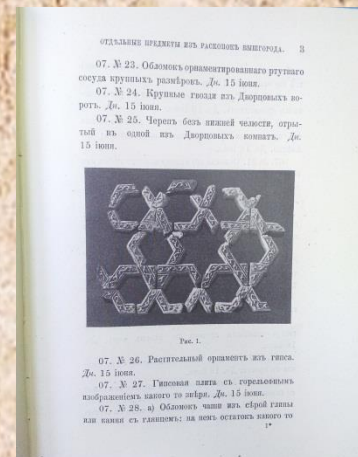 ОТДѢЛЬНЫЕ ПРЕДМЕТЫ ИЗЪ РАСКОПОКЪ ВЫШГОРОДА. 3
07. № 23. Обломокъ орнаментированнаго ртутнаго
сосуда крупныхъ размѣровъ. Дн. 15 іюня.
07. № 24. Крупные гвозди изъ Дворцовыхъ во-
ротъ. Дн. 15 іюня.
07. № 25. Черепъ безъ нижней челюсти, отры-
тый въ одной изъ Дворцовыхъ комнатъ. Дн.
15 іюня.
Рис. 1.
07. № 26. Растительный орнаментъ изъ гипса.
Дн. 15 іюня.
07. № 27. Гипсовая плита съ горельефнымъ
изображеніемъ какого то звѣря. Дн. 15 іюня.
07. № 28. а) Обломокъ чаши изъ сѣрой глины
или камня съ глянцемъ; на немъ остатокъ какого то
1*